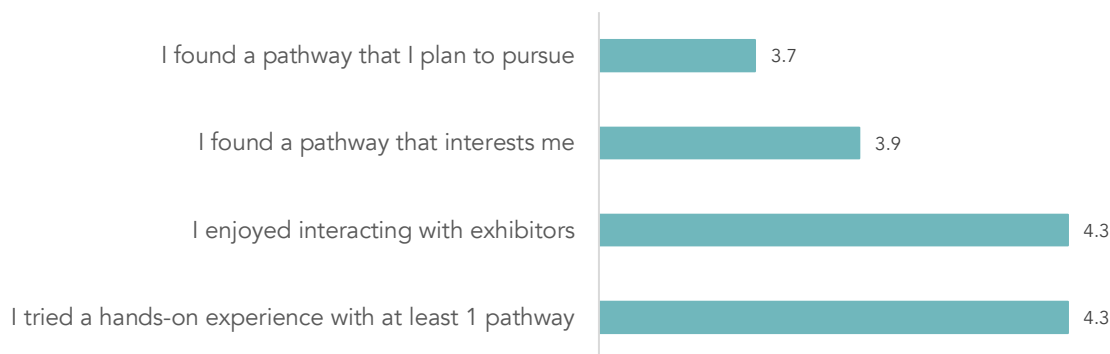 I found a pathway that I plan to pursue 3.7
I found a pathway that interests me 3.9
I enjoyed interacting with exhibitors 4.3
I tried a hands-on experience with at least 1 pathway 4.3